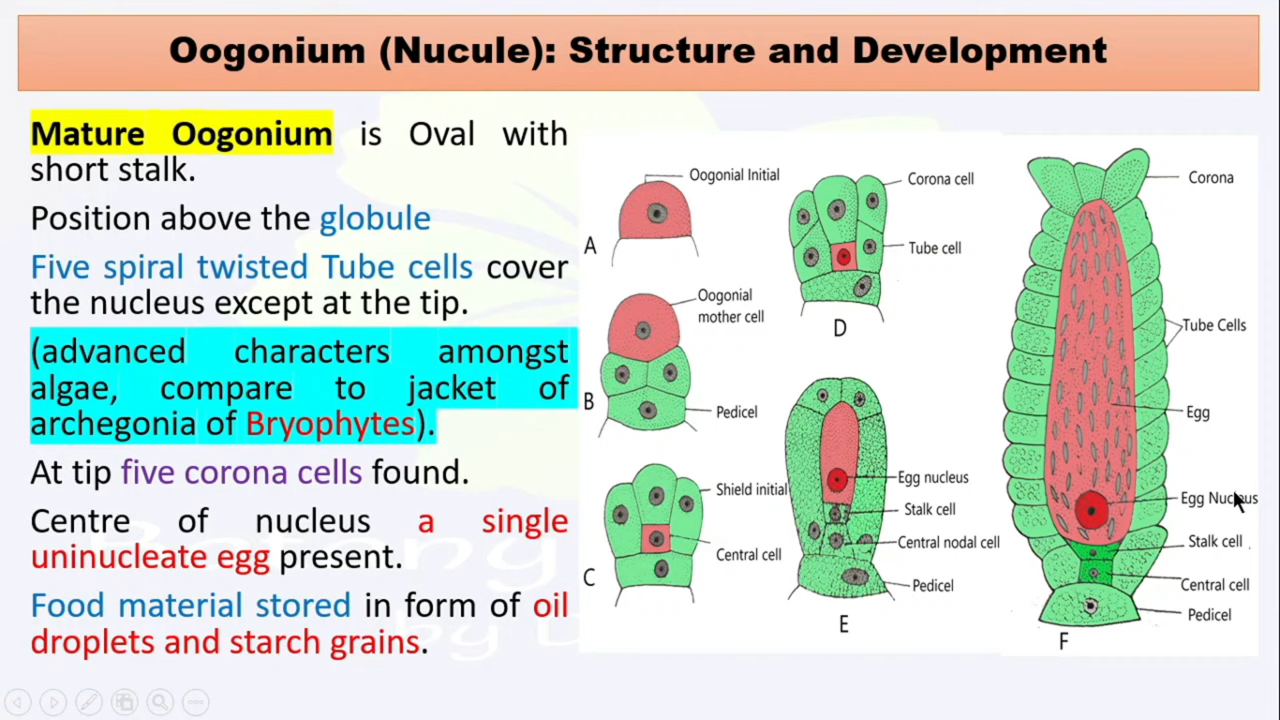 Oogonium (Nucule): Structure and Development
Mature Oogonium is Oval with
short stalk.
Position above the globule
Five spiral twisted Tube cells cover
the nucleus except at the tip.
(advanced characters amongst
algae, compare to jacket of
archegonia of Bryophytes).
At tip five corona cells found.
Centre of nucleus a single
uninucleate egg present.
Food material stored in form of oil
droplets and starch grains.
Oogonial Initial
A
Oogonial
mother cell
B
Pedicel
Shield initial
Central cell
C
Corona cell
Tube cell
D
Egg nucleus
Stalk cell
Central nodal cell
Pedicel
E
Corona
Tube Cells
Egg
Egg Nucleus
Stalk cell
Central cell
Pedicel
F